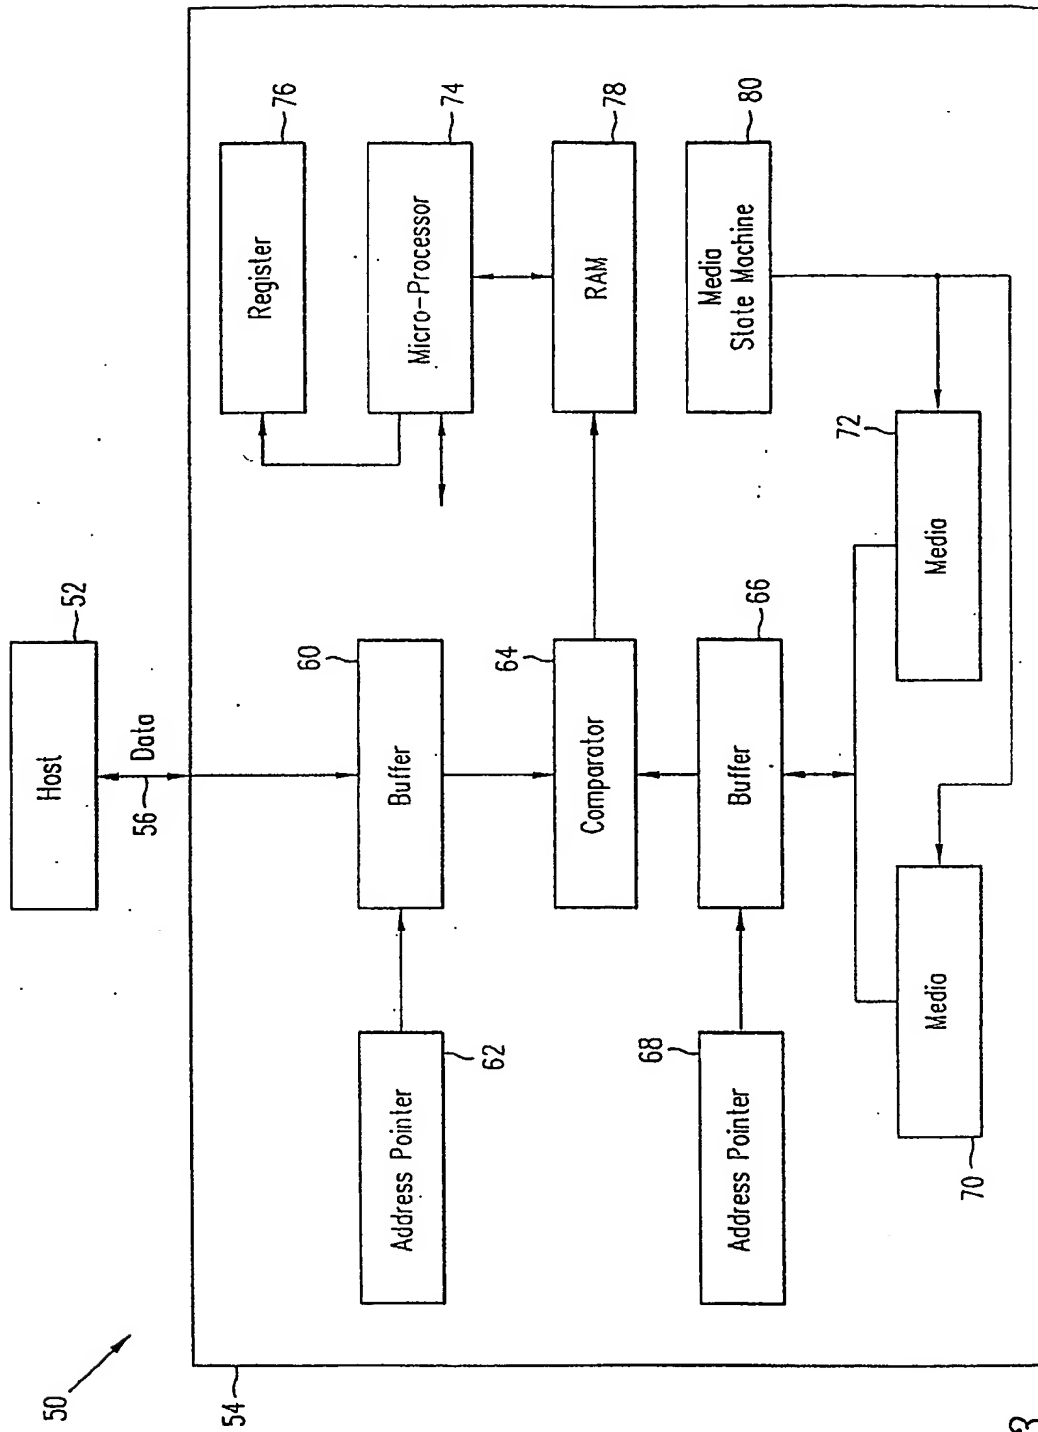 50
Host
52
56
Data
54
Register
76
60
Address Pointer
62
Buffer
Micro-Processor
74
64
Comparator
RAM
78
68
Address Pointer
66
Buffer
Media
State Machine
80
72
Media
Media
70
3